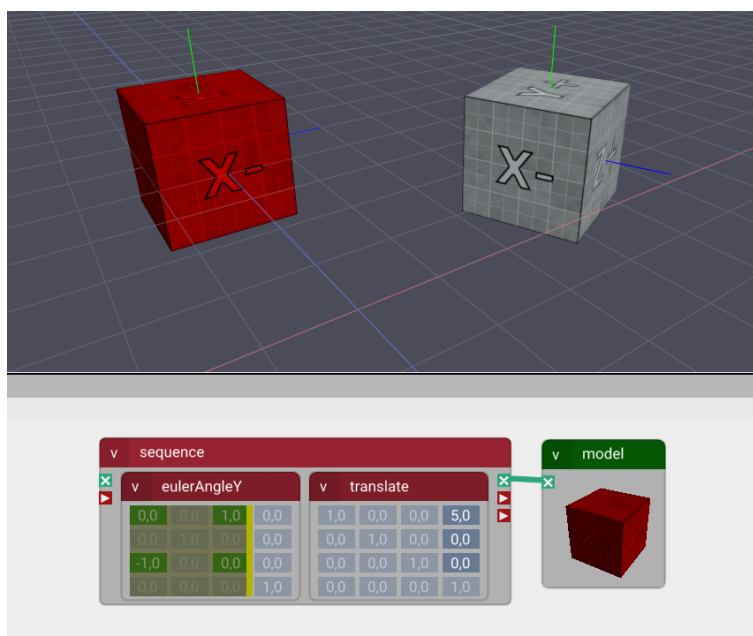 X-
Y+
X-
Z+
v sequence
v model
v eulerAngleY
v translate
0,0 0,0 1,0 0,0
1,0 0,0 0,0 5,0
0,0 1,0 0,0 0,0
0,0 1,0 0,0 0,0
-1,0 0,0 0,0 0,0
0,0 0,0 1,0 0,0
0,0 0,0 0,0 1,0
0,0 0,0 0,0 1,0